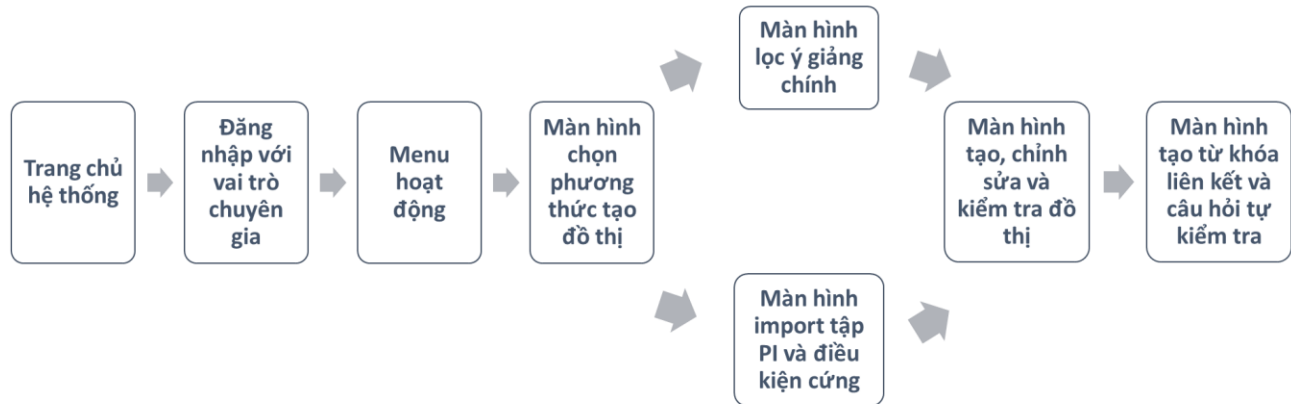 Trang chủ
hệ thống
Đăng
nhập với
vai trò
chuyên
gia
Menu
hoạt
động
Màn hình
chọn
phương
thức tạo
đồ thị
Màn hình
lọc ý giảng
chính
Màn hình
import tập
PI và điều
kiện cứng
Màn hình
tạo, chỉnh
sửa và
kiểm tra đồ
thị
Màn hình
tạo từ khóa
liên kết và
câu hỏi tự
kiểm tra